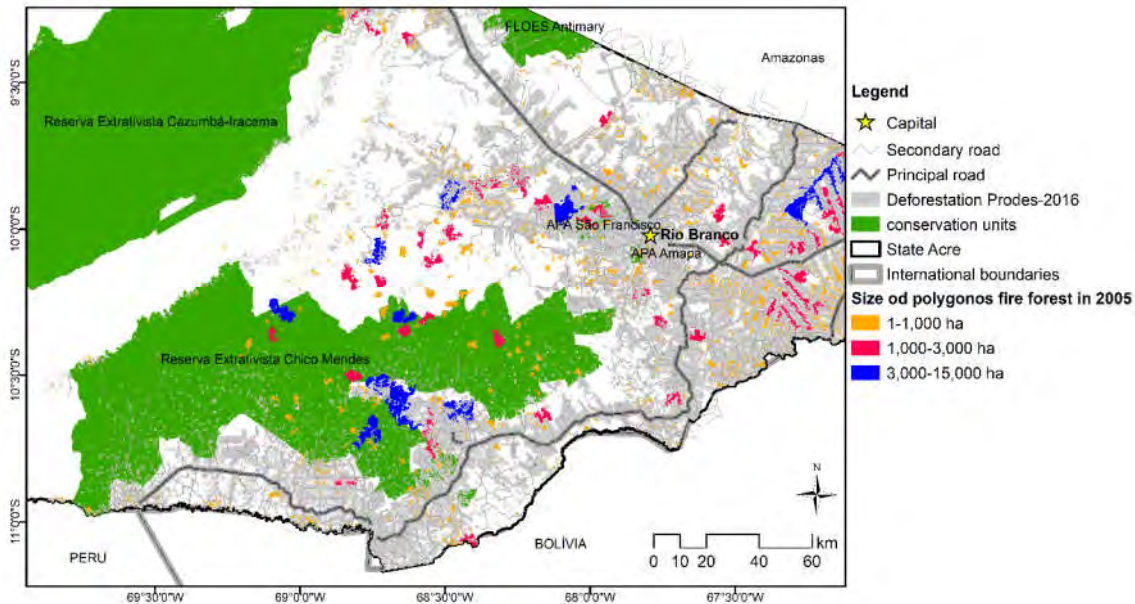 FLOES Antimary
Amazonas
Reserva Extrativista Cazumbá-Iracema
APA São Francisco
Rio Branco
APA Amapa
Reserva Extrativista Chico Mendes
PERU
BOLÍVIA
N
0 10 20 40 60
km
9°30'0"S
10°0'0"S
10°30'0"S
11°0'0"S
69°30'0"W
69°0'0"W
68°30'0"W
68°0'0"W
67°30'0"W
Legend
Capital
Secondary road
Principal road
Deforestation Prodes-2016
conservation units
State Acre
International boundaries
Size od polygonos fire forest in 2005
1-1,000 ha
1,000-3,000 ha
3,000-15,000 ha